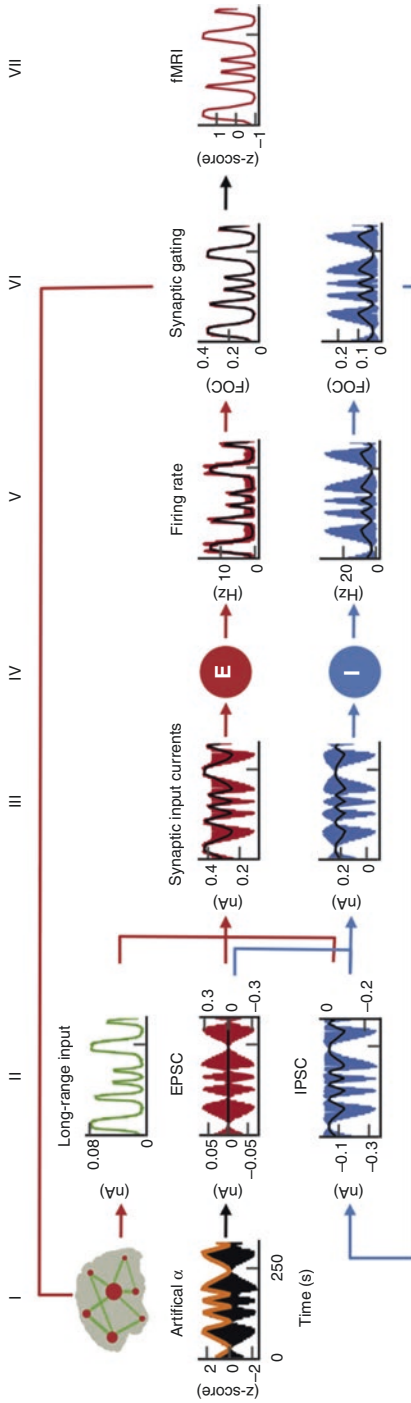 I II III IV V VI VII
Long-range input
0.08
0
(nA)
Artifical α
2
0
−2
(z-score)
0 250
Time (s)
EPSC
0.05
0
−0.05
(nA)
0.3
0
−0.3
IPSC
−0.1
−0.3
(nA)
0
−0.2
Synaptic input currents
0.4
0.2
(nA)
0.2
0
(nA)
E
I
Firing rate
10
0
(Hz)
20
0
(Hz)
Synaptic gating
0.4
0.2
0
(FOC)
0.2
0.1
0
(FOC)
fMRI
1
0
−1
(z-score)